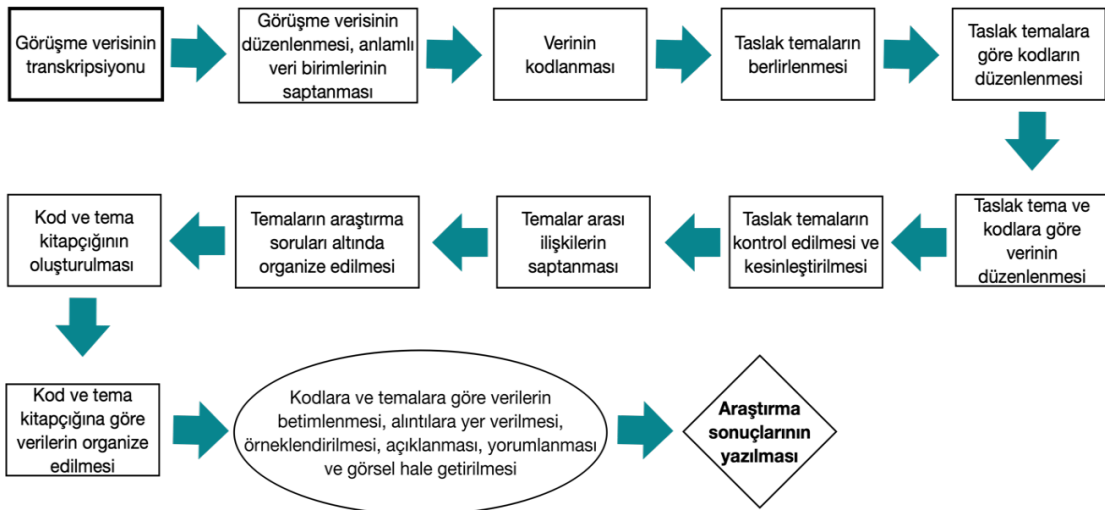 Görüşme verisinin
transkripsiyonu
Görüşme verisinin
düzenlenmesi, anlamlı
veri birimlerinin
saptanması
Verinin
kodlanması
Taslak temaların
berlirlenmesi
Taslak temalara
göre kodların
düzenlenmesi
Taslak tema ve
kodlara göre
verinin
düzenlenmesi
Taslak temaların
kontrol edilmesi ve
kesinleştirilmesi
Temalar arası
ilişkilerin
saptanması
Temaların araştırma
soruları altında
organize edilmesi
Kod ve tema
kitapçığının
oluşturulması
Kod ve tema
kitapçığına göre
verilerin organize
edilmesi
Kodlara ve temalara göre verilerin
betimlenmesi, alıntılara yer verilmesi,
örneklendirilmesi, açıklanması, yorumlanması
ve görsel hale getirilmesi
Araştırma
sonuçlarının
yazılması